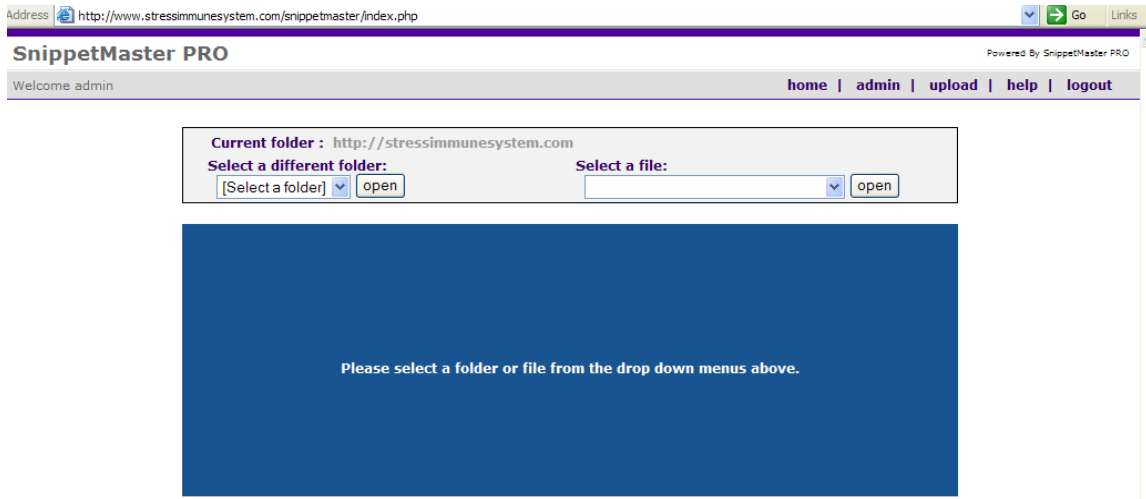 Address http://www.stressimmunesystem.com/snippetmaster/index.php Go Links
SnippetMaster PRO Powered By SnippetMaster PRO
Welcome admin home | admin | upload | help | logout
Current folder : http://stressimmunesystem.com
Select a different folder: Select a file:
[Select a folder] open open
Please select a folder or file from the drop down menus above.